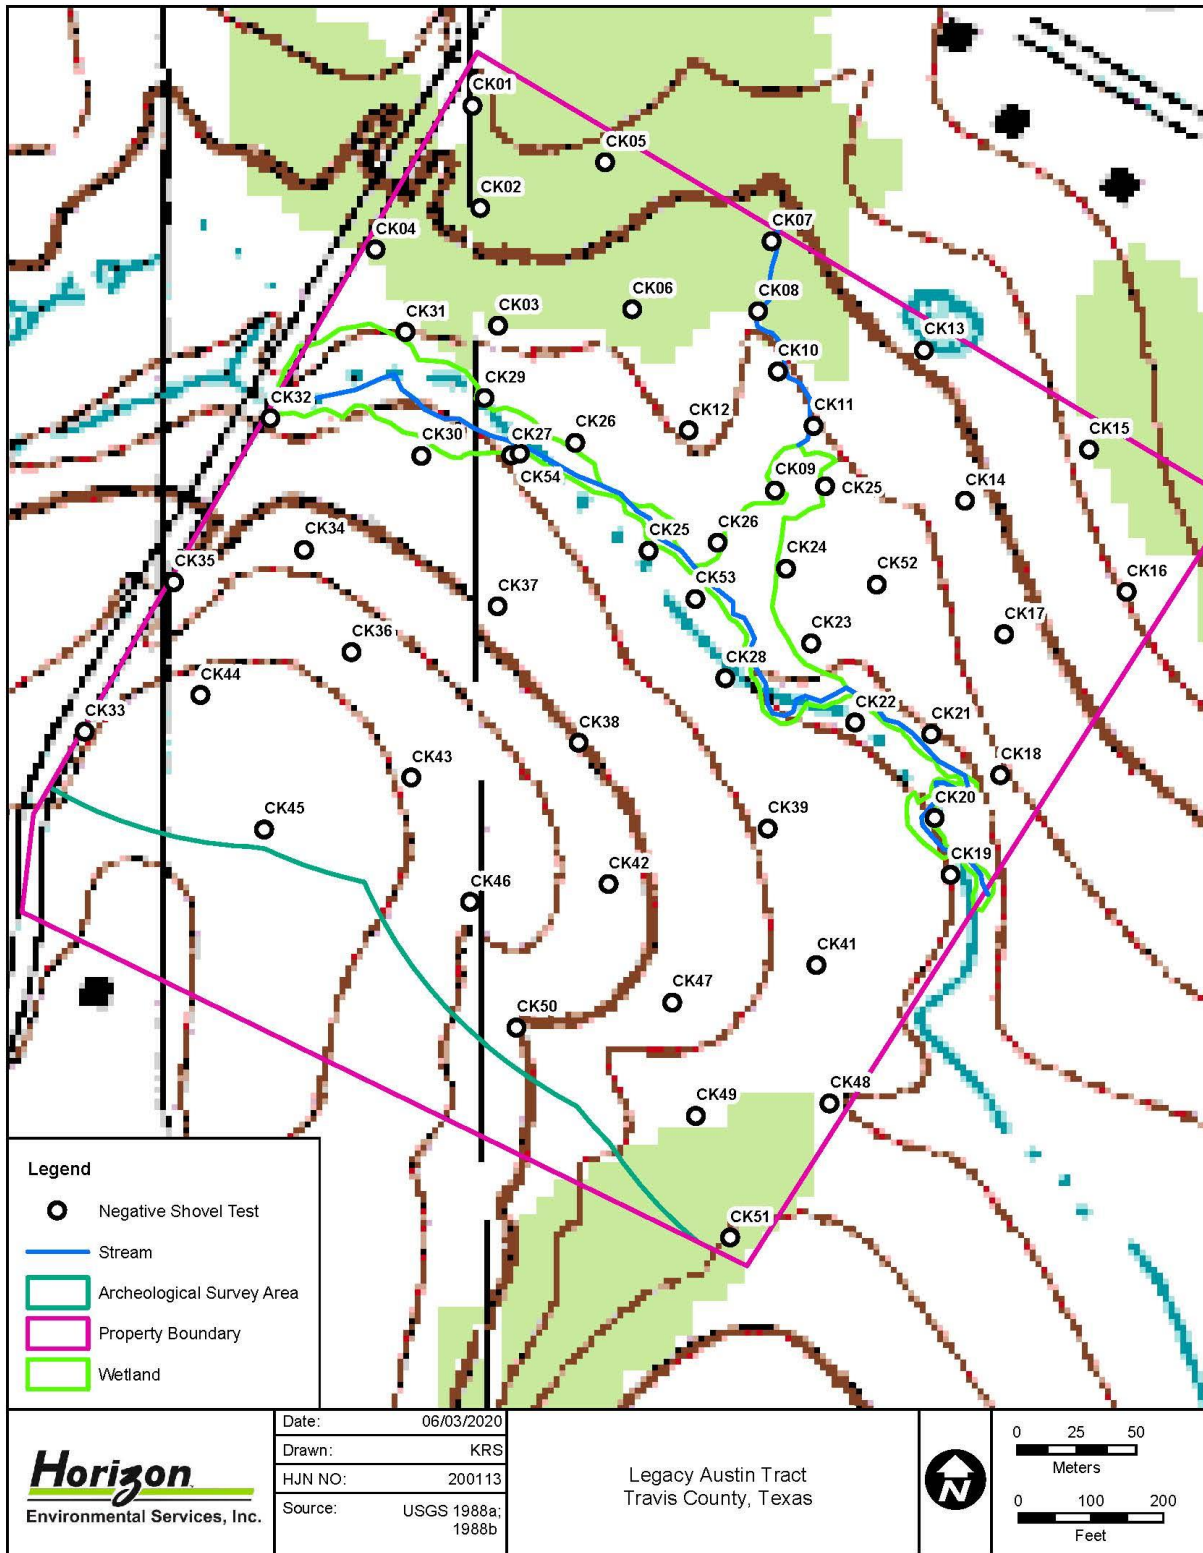 CK01
CK05
CK02
CK07
CK04
CK03
CK06
CK08
CK31
CK13
CK10
CK29
CK32
CK12
CK11
CK26
CK27
CK30
CK15
CK54
CK09
CK25
CK14
CK25
CK26
CK34
CK24
CK52
CK35
CK53
CK16
CK37
CK17
CK36
CK23
CK28
CK44
CK33
CK22
CK21
CK38
CK43
CK18
CK45
CK39
CK20
CK42
CK46
CK19
CK41
CK47
CK50
CK49
CK48
CK51
Legend
Negative Shovel Test
Stream
Archeological Survey Area
Property Boundary
Wetland
Horizon
Environmental Services, Inc.
Date: 06/03/2020
Drawn: KRS
HJN NO: 200113
Source: USGS 1988a;
1988b
Legacy Austin Tract
Travis County, Texas
N
0 25 50
Meters
0 100 200
Feet